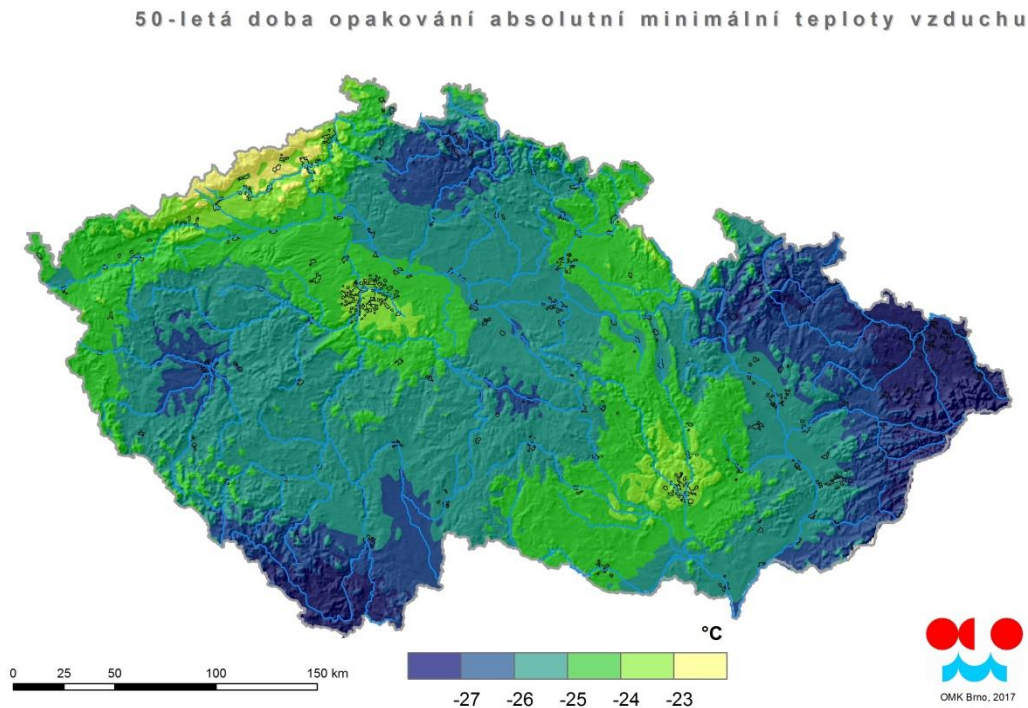 50-letá doba opakování absolutní minimální teploty vzduchu
°C
0 25 50 100 150 km
-27 -26 -25 -24 -23
OMK Brno, 2017